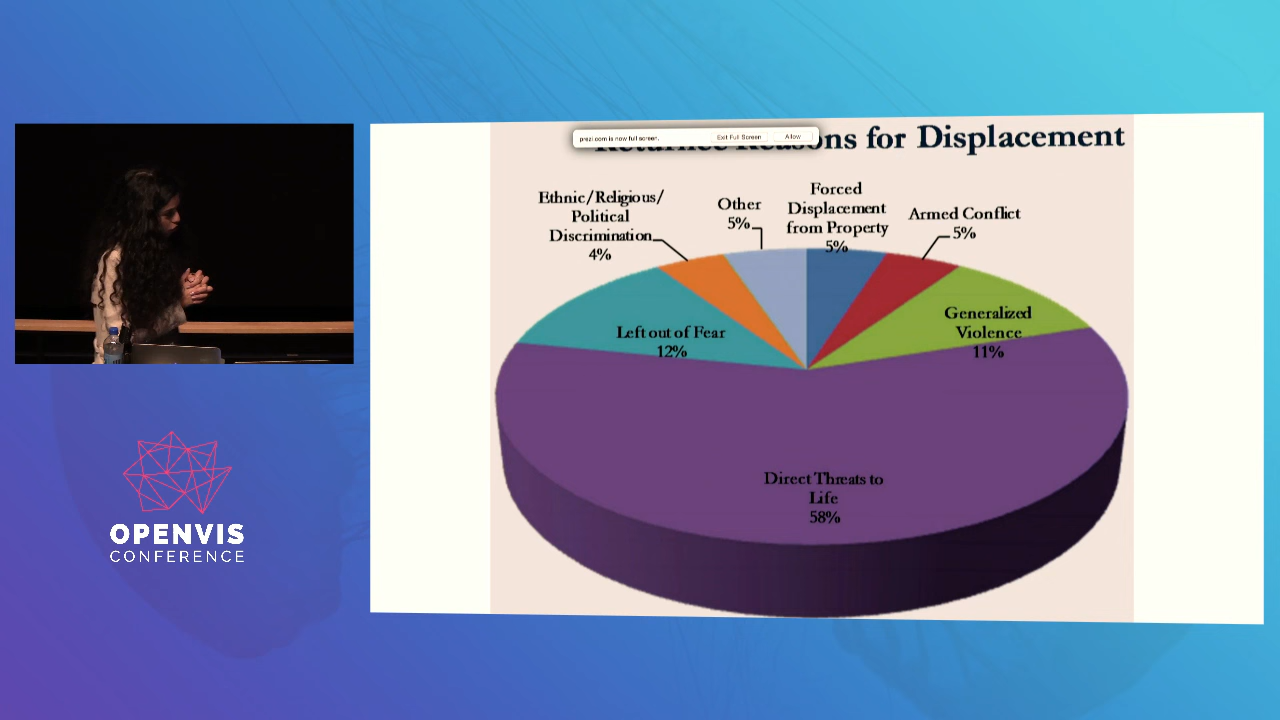 prezi.com is now full screen. Exit Full Screen Allow
Reasons for Displacement
Ethnic/Religious/
Political
Discrimination
4%
Other
5%
Forced
Displacement
from Property
5%
Armed Conflict
5%
Left out of Fear
12%
Generalized
Violence
11%
Direct Threats to
Life
58%
OPENVIS
CONFERENCE